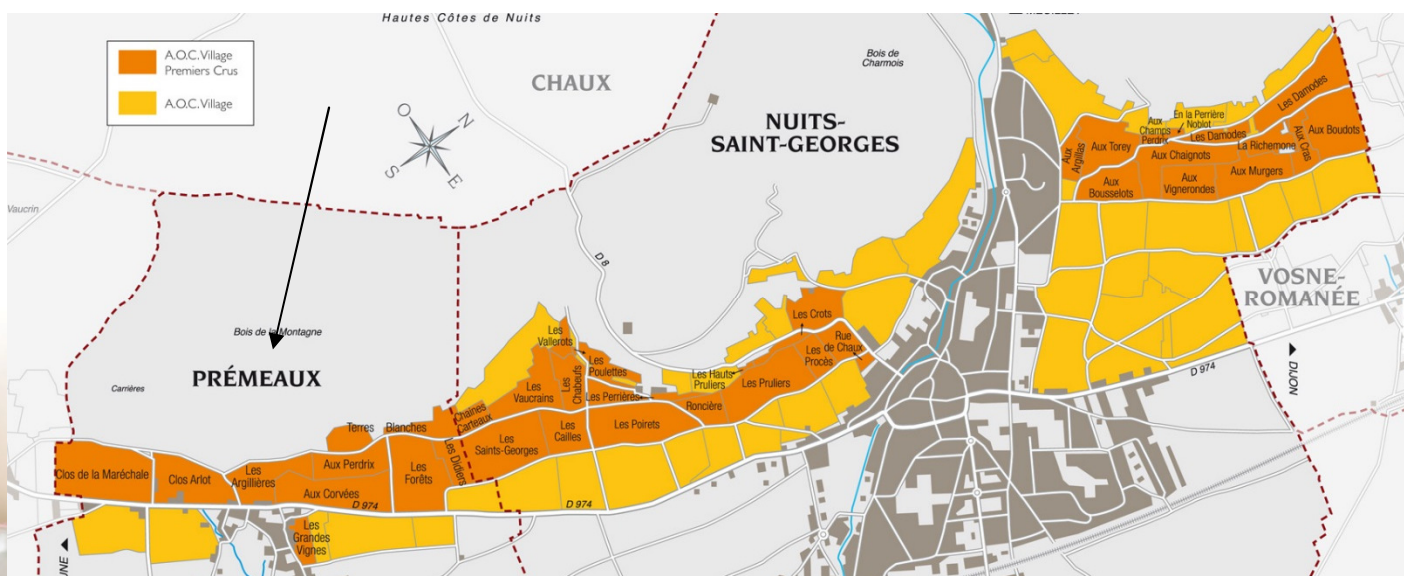 Hautes Côtes de Nuits
A.O.C. Village
Premiers Crus
A.O.C. Village
CHAUX
Bois de
Charmois
O
N
S
E
NUITS-
SAINT-GEORGES
Vaucrin
D 8
Bois de la Montagne
PRÉMEAUX
Carrières
Les Damodes
En la Perrière
Noblot
Aux
Champs
Perdrix
Les Damodes
Aux Boudots
Aux Cras
La Richemone
Aux
Argillas
Aux Torey
Aux Chaignots
Aux Murgers
Aux
Vignerondes
Aux
Bousselots
VOSNE-
ROMANÉE
D 974
DIJON
Les Crots
Rue
de Chaux
Les
Procès
Les Pruliers
Les Hauts
Pruliers
Les
Vallerots
Les
Poulettes
Les
Chabeufs
Les
Vaucrains
Les Perrières
Roncière
Les Poirets
Les
Cailles
Les
Saints-Georges
Chaînes
Carteaux
Les Didiers
Terres
Blanches
Les
Forêts
Aux Perdrix
Aux Corvées
Les
Argillières
Clos Arlot
Clos de la Maréchale
D 974
D 974
Les
Grandes
Vignes